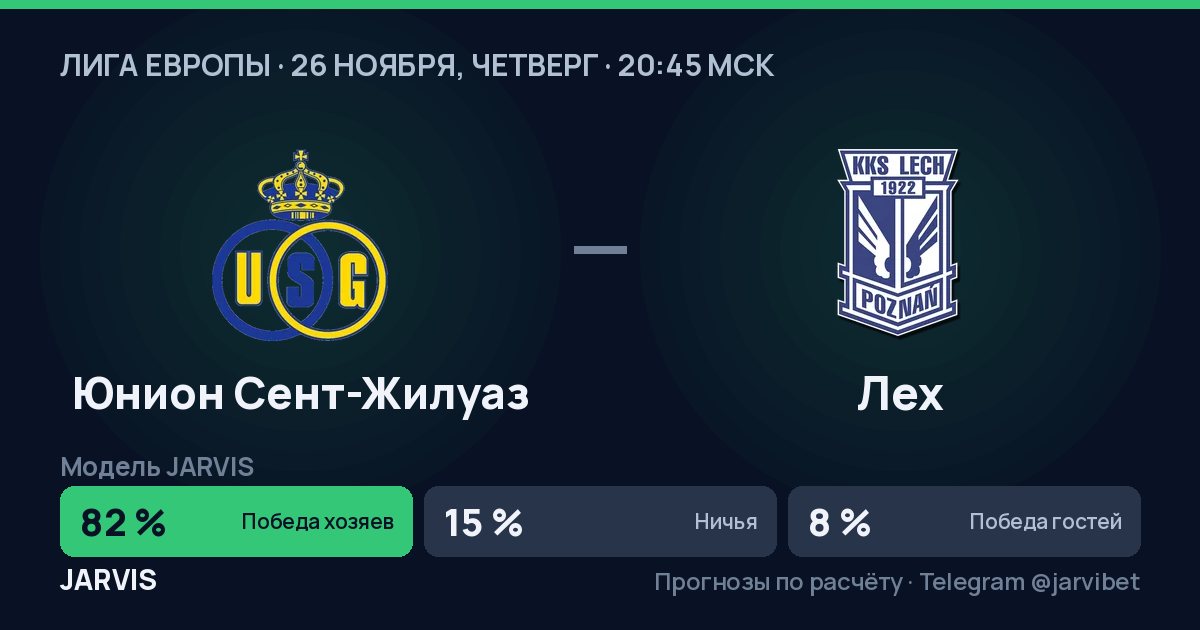 ЛИГА ЕВРОПЫ · 26 НОЯБРЯ, ЧЕТВЕРГ · 20:45 МСК
USG
KKS LECH
1922
POZNAŃ
Юнион Сент-Жилуаз
Лех
Модель JARVIS
82 % Победа хозяев
15 % Ничья
8 % Победа гостей
JARVIS
Прогнозы по расчёту · Telegram @jarvibet